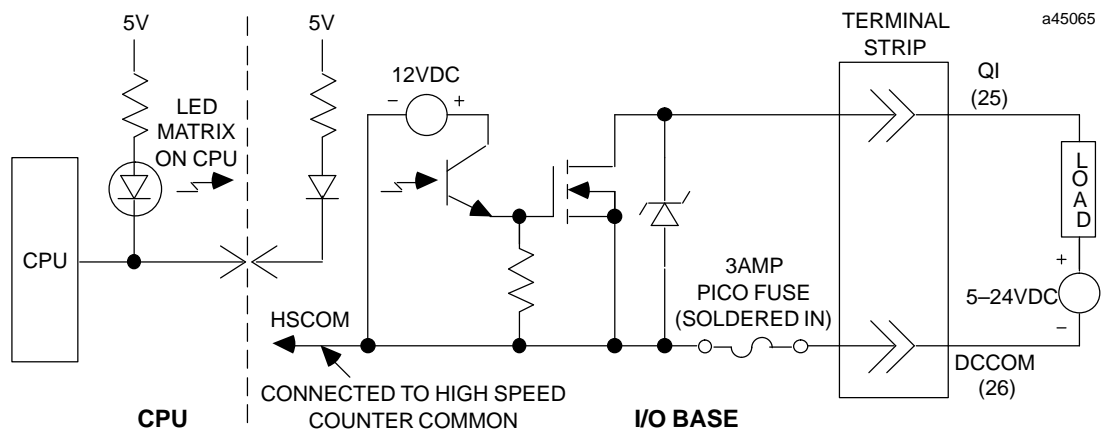 a45065
5V
5V
TERMINAL
STRIP
12VDC
−
+
QI
(25)
LED
MATRIX
ON CPU
LOAD
CPU
3AMP
PICO FUSE
(SOLDERED IN)
+
5–24VDC
−
HSCOM
DCCOM
(26)
CONNECTED TO HIGH SPEED
COUNTER COMMON
CPU
I/O BASE